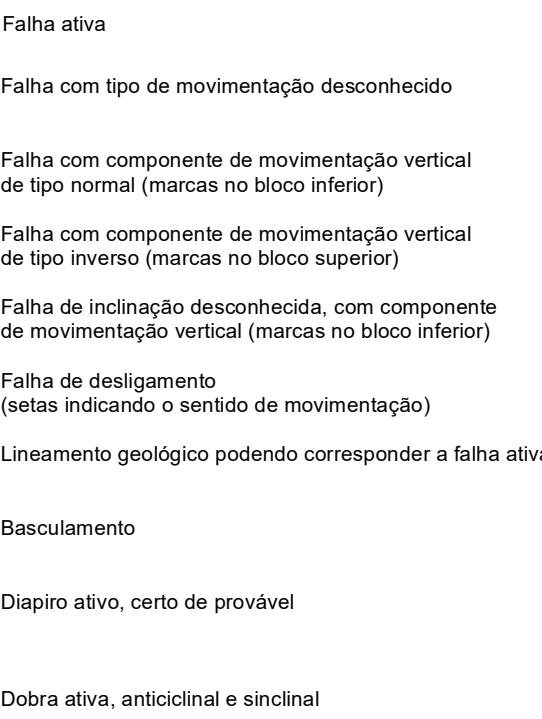 Falha ativa
Falha com tipo de movimentação desconhecido
Falha com componente de movimentação vertical
de tipo normal (marcas no bloco inferior)
Falha com componente de movimentação vertical
de tipo inverso (marcas no bloco superior)
Falha de inclinação desconhecida, com componente
de movimentação vertical (marcas no bloco inferior)
Falha de desligamento
(setas indicando o sentido de movimentação)
Lineamento geológico podendo corresponder a falha ativa
Basculamento
Diapiro ativo, certo de provável
Dobra ativa, anticiclinal e sinclinal